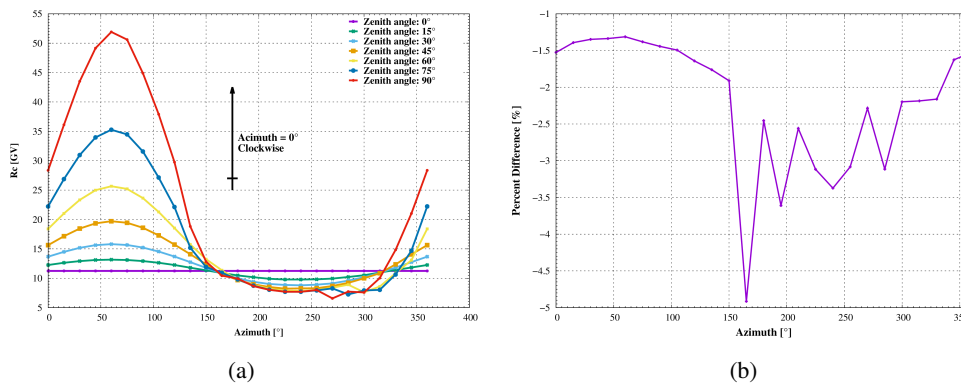 Zenith angle: 0°
Zenith angle: 15°
Zenith angle: 30°
Zenith angle: 45°
Zenith angle: 60°
Zenith angle: 75°
Zenith angle: 90°
Acimuth = 0°
Clockwise
Rc [GV]
55
50
45
40
35
30
25
20
15
10
5
0 50 100 150 200 250 300 350 400
Azimuth [°]
(a)
Percent Difference [%]
-1
-1.5
-2
-2.5
-3
-3.5
-4
-4.5
-5
0 50 100 150 200 250 300 350
Azimuth [°]
(b)